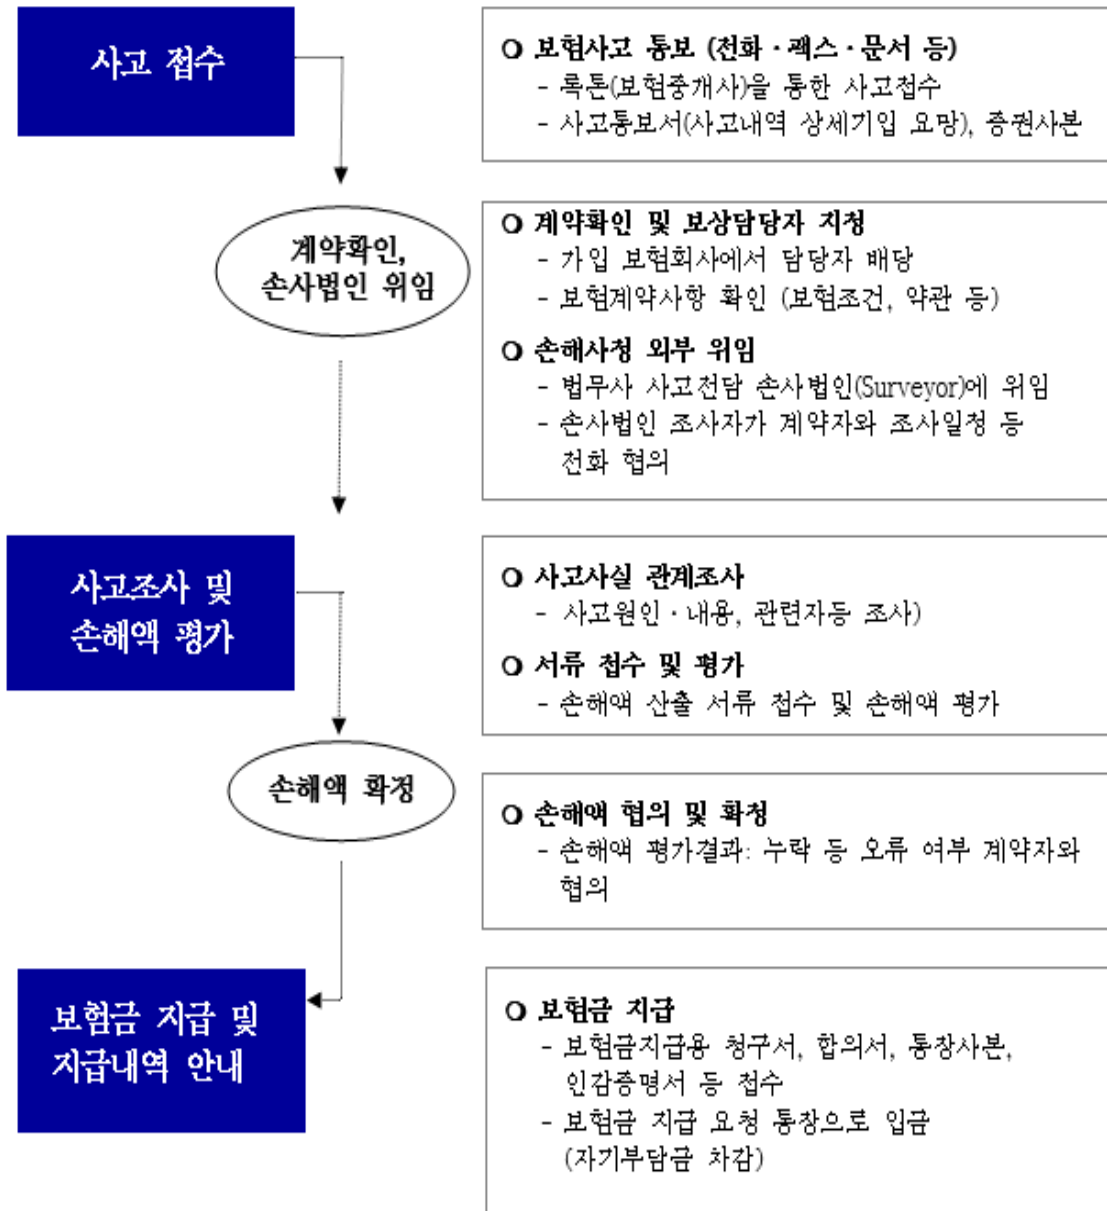 사고 접수
○ 보험사고 통보 (전화 · 팩스 · 문서 등)
- 록톤(보험중개사)을 통한 사고접수
- 사고통보서(사고내역 상세기입 요망), 증권사본
계약확인,
손사법인 위임
○ 계약확인 및 보상담당자 지정
- 가입 보험회사에서 담당자 배당
- 보험계약사항 확인 (보험조건, 약관 등)
○ 손해사정 외부 위임
- 법무사 사고전담 손사법인(Surveyor)에 위임
- 손사법인 조사자가 계약자와 조사일정 등
전화 협의
사고조사 및
손해액 평가
○ 사고사실 관계조사
- 사고원인 · 내용, 관련자등 조사)
○ 서류 접수 및 평가
- 손해액 산출 서류 접수 및 손해액 평가
손해액 확정
○ 손해액 협의 및 확정
- 손해액 평가결과: 누락 등 오류 여부 계약자와
협의
보험금 지급 및
지급내역 안내
○ 보험금 지급
- 보험금지급용 청구서, 합의서, 통장사본,
인감증명서 등 접수
- 보험금 지급 요청 통장으로 입금
(자기부담금 차감)